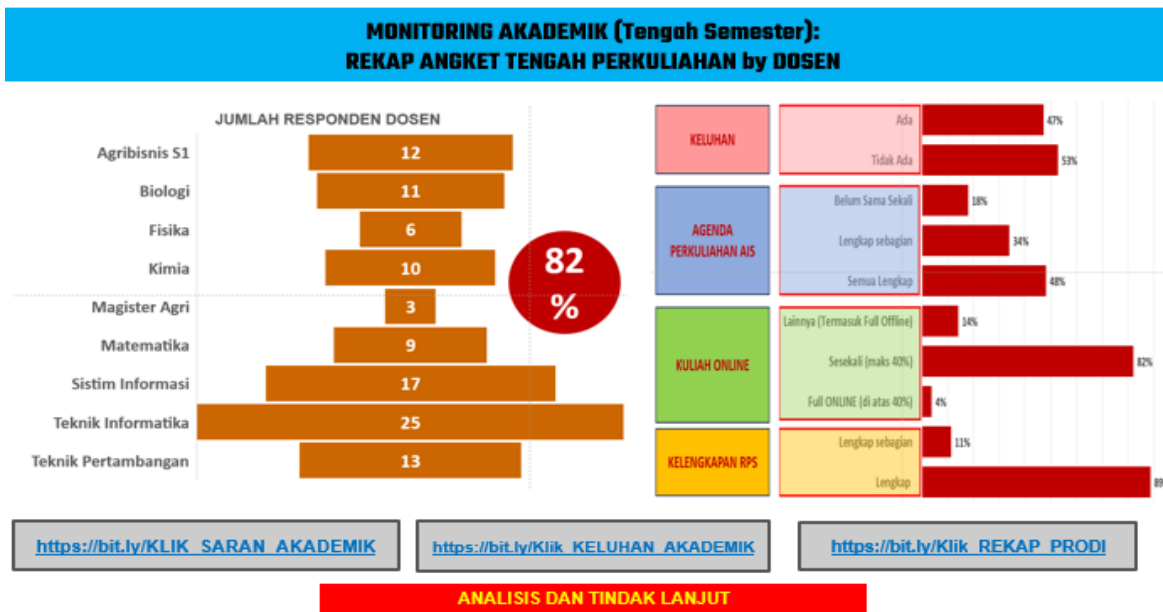 MONITORING AKADEMIK (Tengah Semester):
REKAP ANGKET TENGAH PERKULIAHAN by DOSEN
JUMLAH RESPONDEN DOSEN
Agribisnis S1 12
Biologi 11
Fisika 6
Kimia 10
Magister Agri 3
Matematika 9
Sistim Informasi 17
Teknik Informatika 25
Teknik Pertambangan 13
82
%
KELUHAN
Ada 47%
Tidak Ada 53%
AGENDA
PERKULIAHAN AIS
Belum Sama Sekali 18%
Lengkap sebagian 34%
Semua Lengkap 48%
KULIAH ONLINE
Lainnya (Termasuk Full Offline) 14%
Sesekali (maks 40%) 82%
Full ONLINE (di atas 40%) 4%
KELENGKAPAN RPS
Lengkap sebagian 11%
Lengkap 89
https://bit.ly/KLIK_SARAN_AKADEMIK
https://bit.ly/Klik_KELUHAN_AKADEMIK
https://bit.ly/Klik_REKAP_PRODI
ANALISIS DAN TINDAK LANJUT